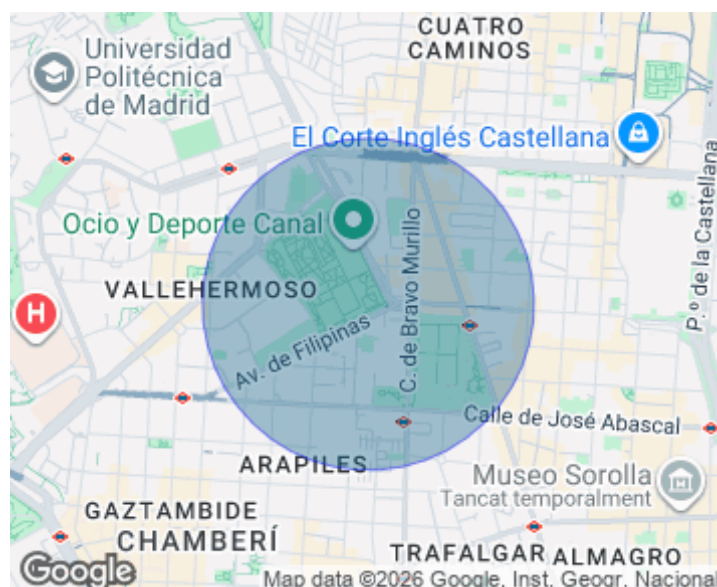 CUATRO
CAMINOS
Universidad
Politécnica
de Madrid
El Corte Inglés Castellana
Ocio y Deporte Canal
C. de Bravo Murillo
P.º de la Castellana
VALLEHERMOSO
H
Av. de Filipinas
Calle de José Abascal
ARAPILES
Museo Sorolla
Tancat temporalment
GAZTAMBIDE
CHAMBERÍ
TRAFALGAR
ALMAGRO
Google
Map data ©2026 Google, Inst. Geogr. Nacional